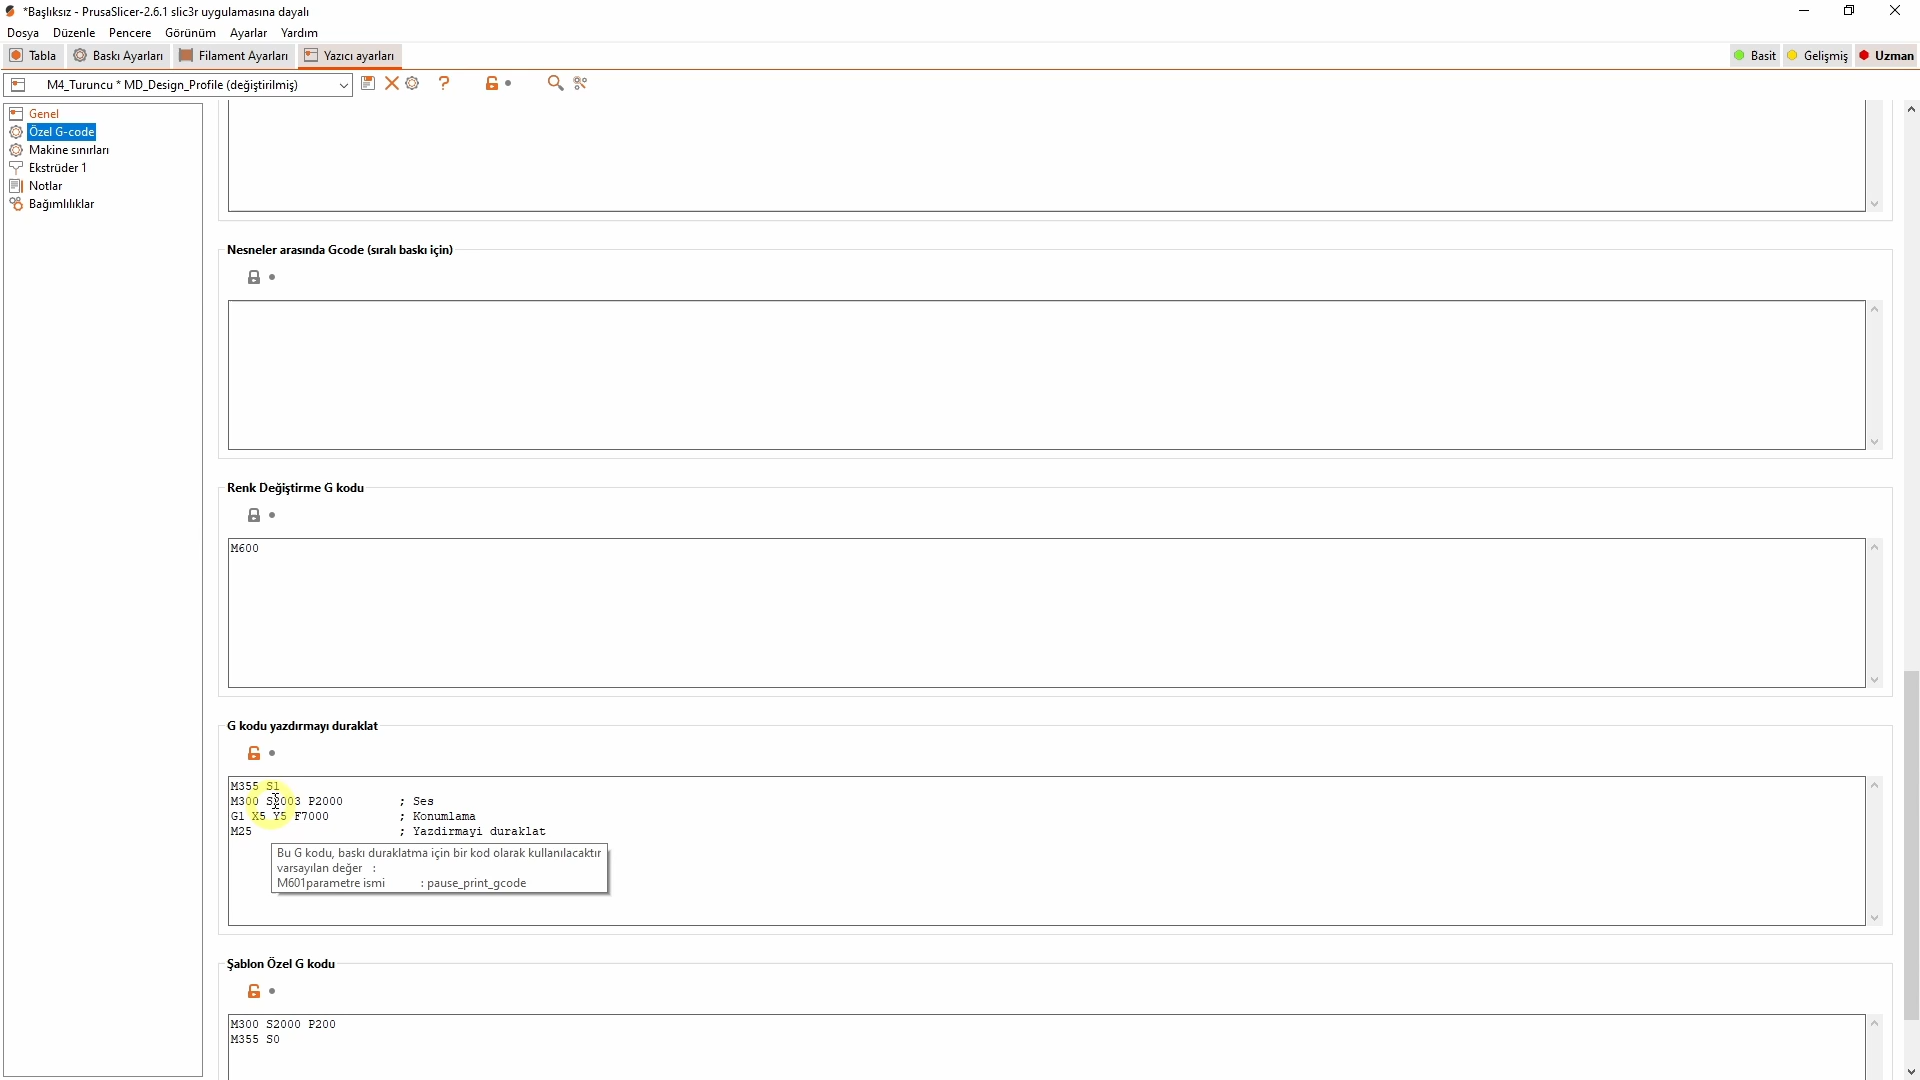 *Başlıksız - PrusaSlicer-2.6.1 slic3r uygulamasına dayalı
Dosya Düzenle Pencere Görünüm Ayarlar Yardım
Tabla Baskı Ayarları Filament Ayarları Yazıcı ayarları Basit Gelişmiş Uzman
M4_Turuncu * MD_Design_Profile (değiştirilmiş)
Genel
Özel G-code
Makine sınırları
Ekstrüder 1
Notlar
Bağımlılıklar
Nesneler arasında Gcode (sıralı baskı için)
Renk Değiştirme G kodu
M600
G kodu yazdırmayı duraklat
M355 S1
M300 S2003 P2000 ; Ses
G1 X5 Y5 F7000 ; Konumlama
M25 ; Yazdirmayi duraklat
Bu G kodu, baskı duraklatma için bir kod olarak kullanılacaktır
varsayılan değer :
M601parametre ismi : pause_print_gcode
Şablon Özel G kodu
M300 S2000 P200
M355 S0